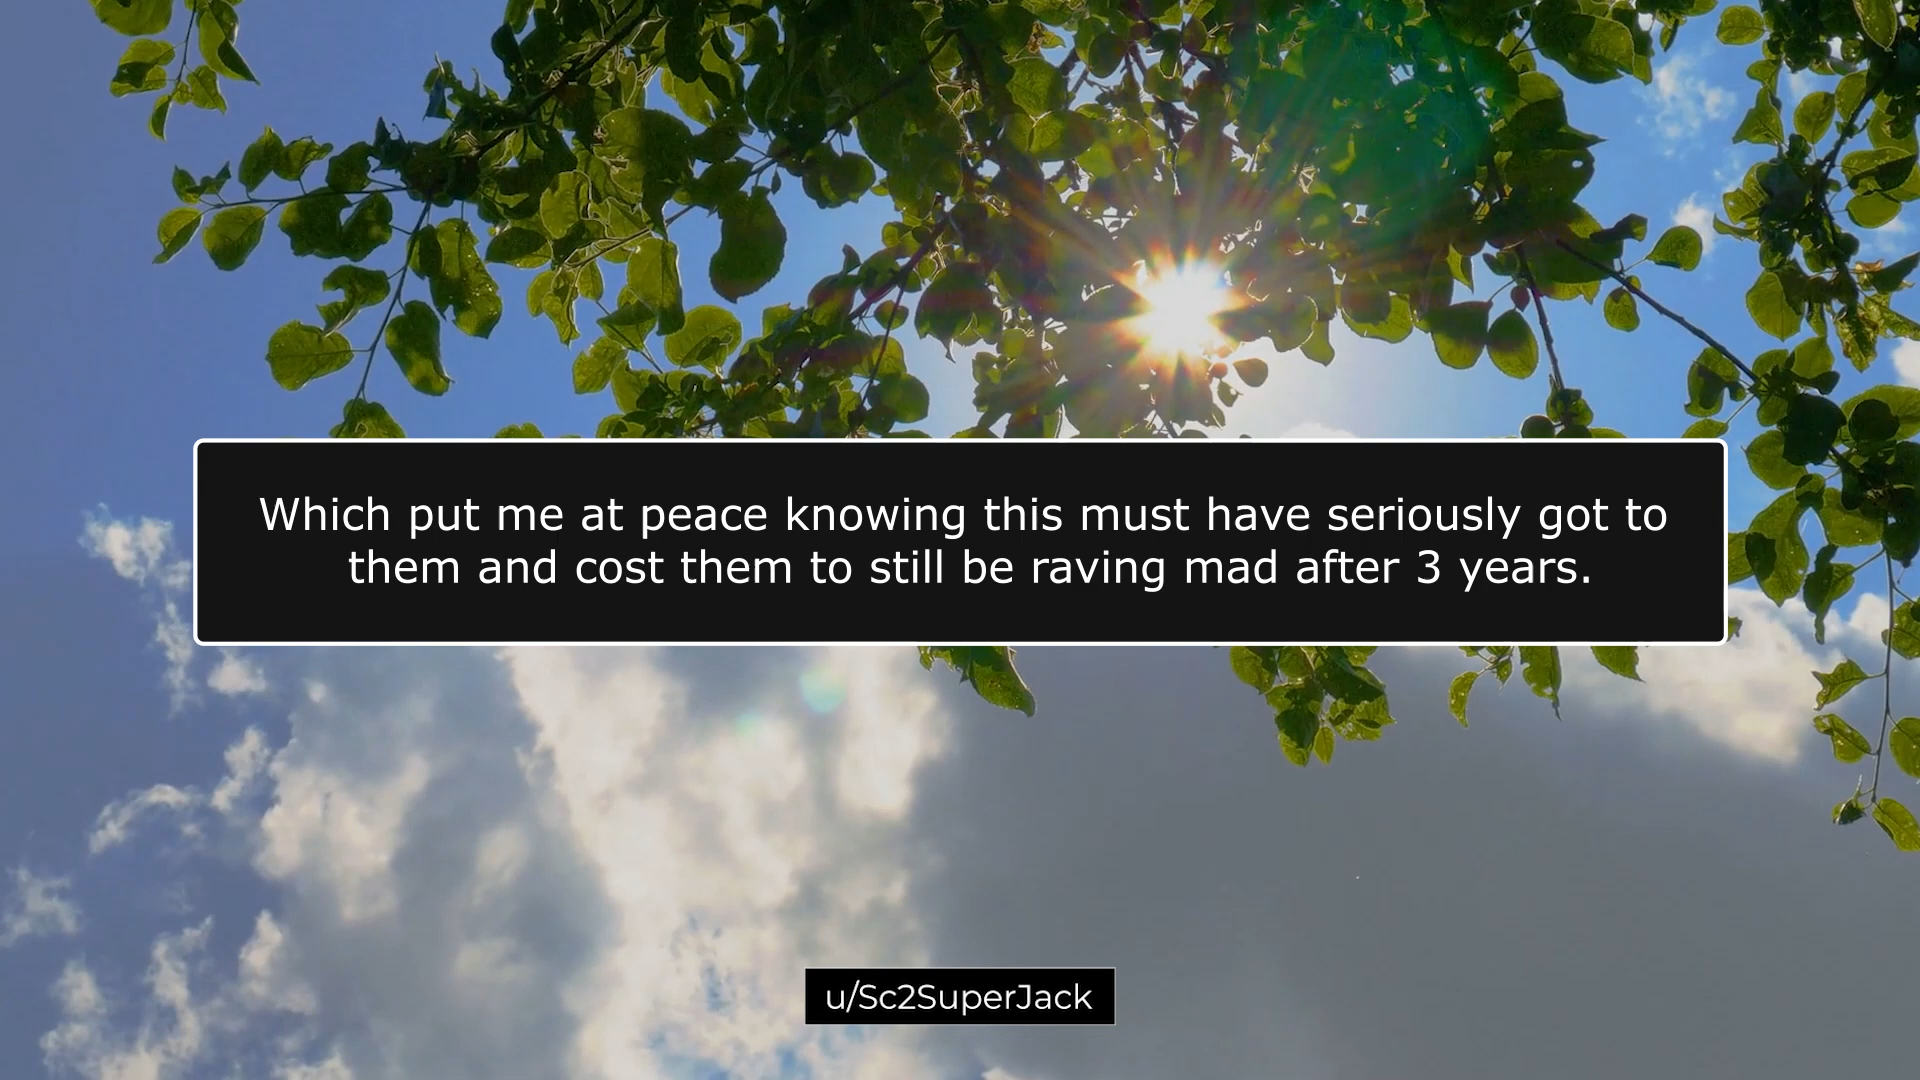 Which put me at peace knowing this must have seriously got to
them and cost them to still be raving mad after 3 years.
u/Sc2SuperJack